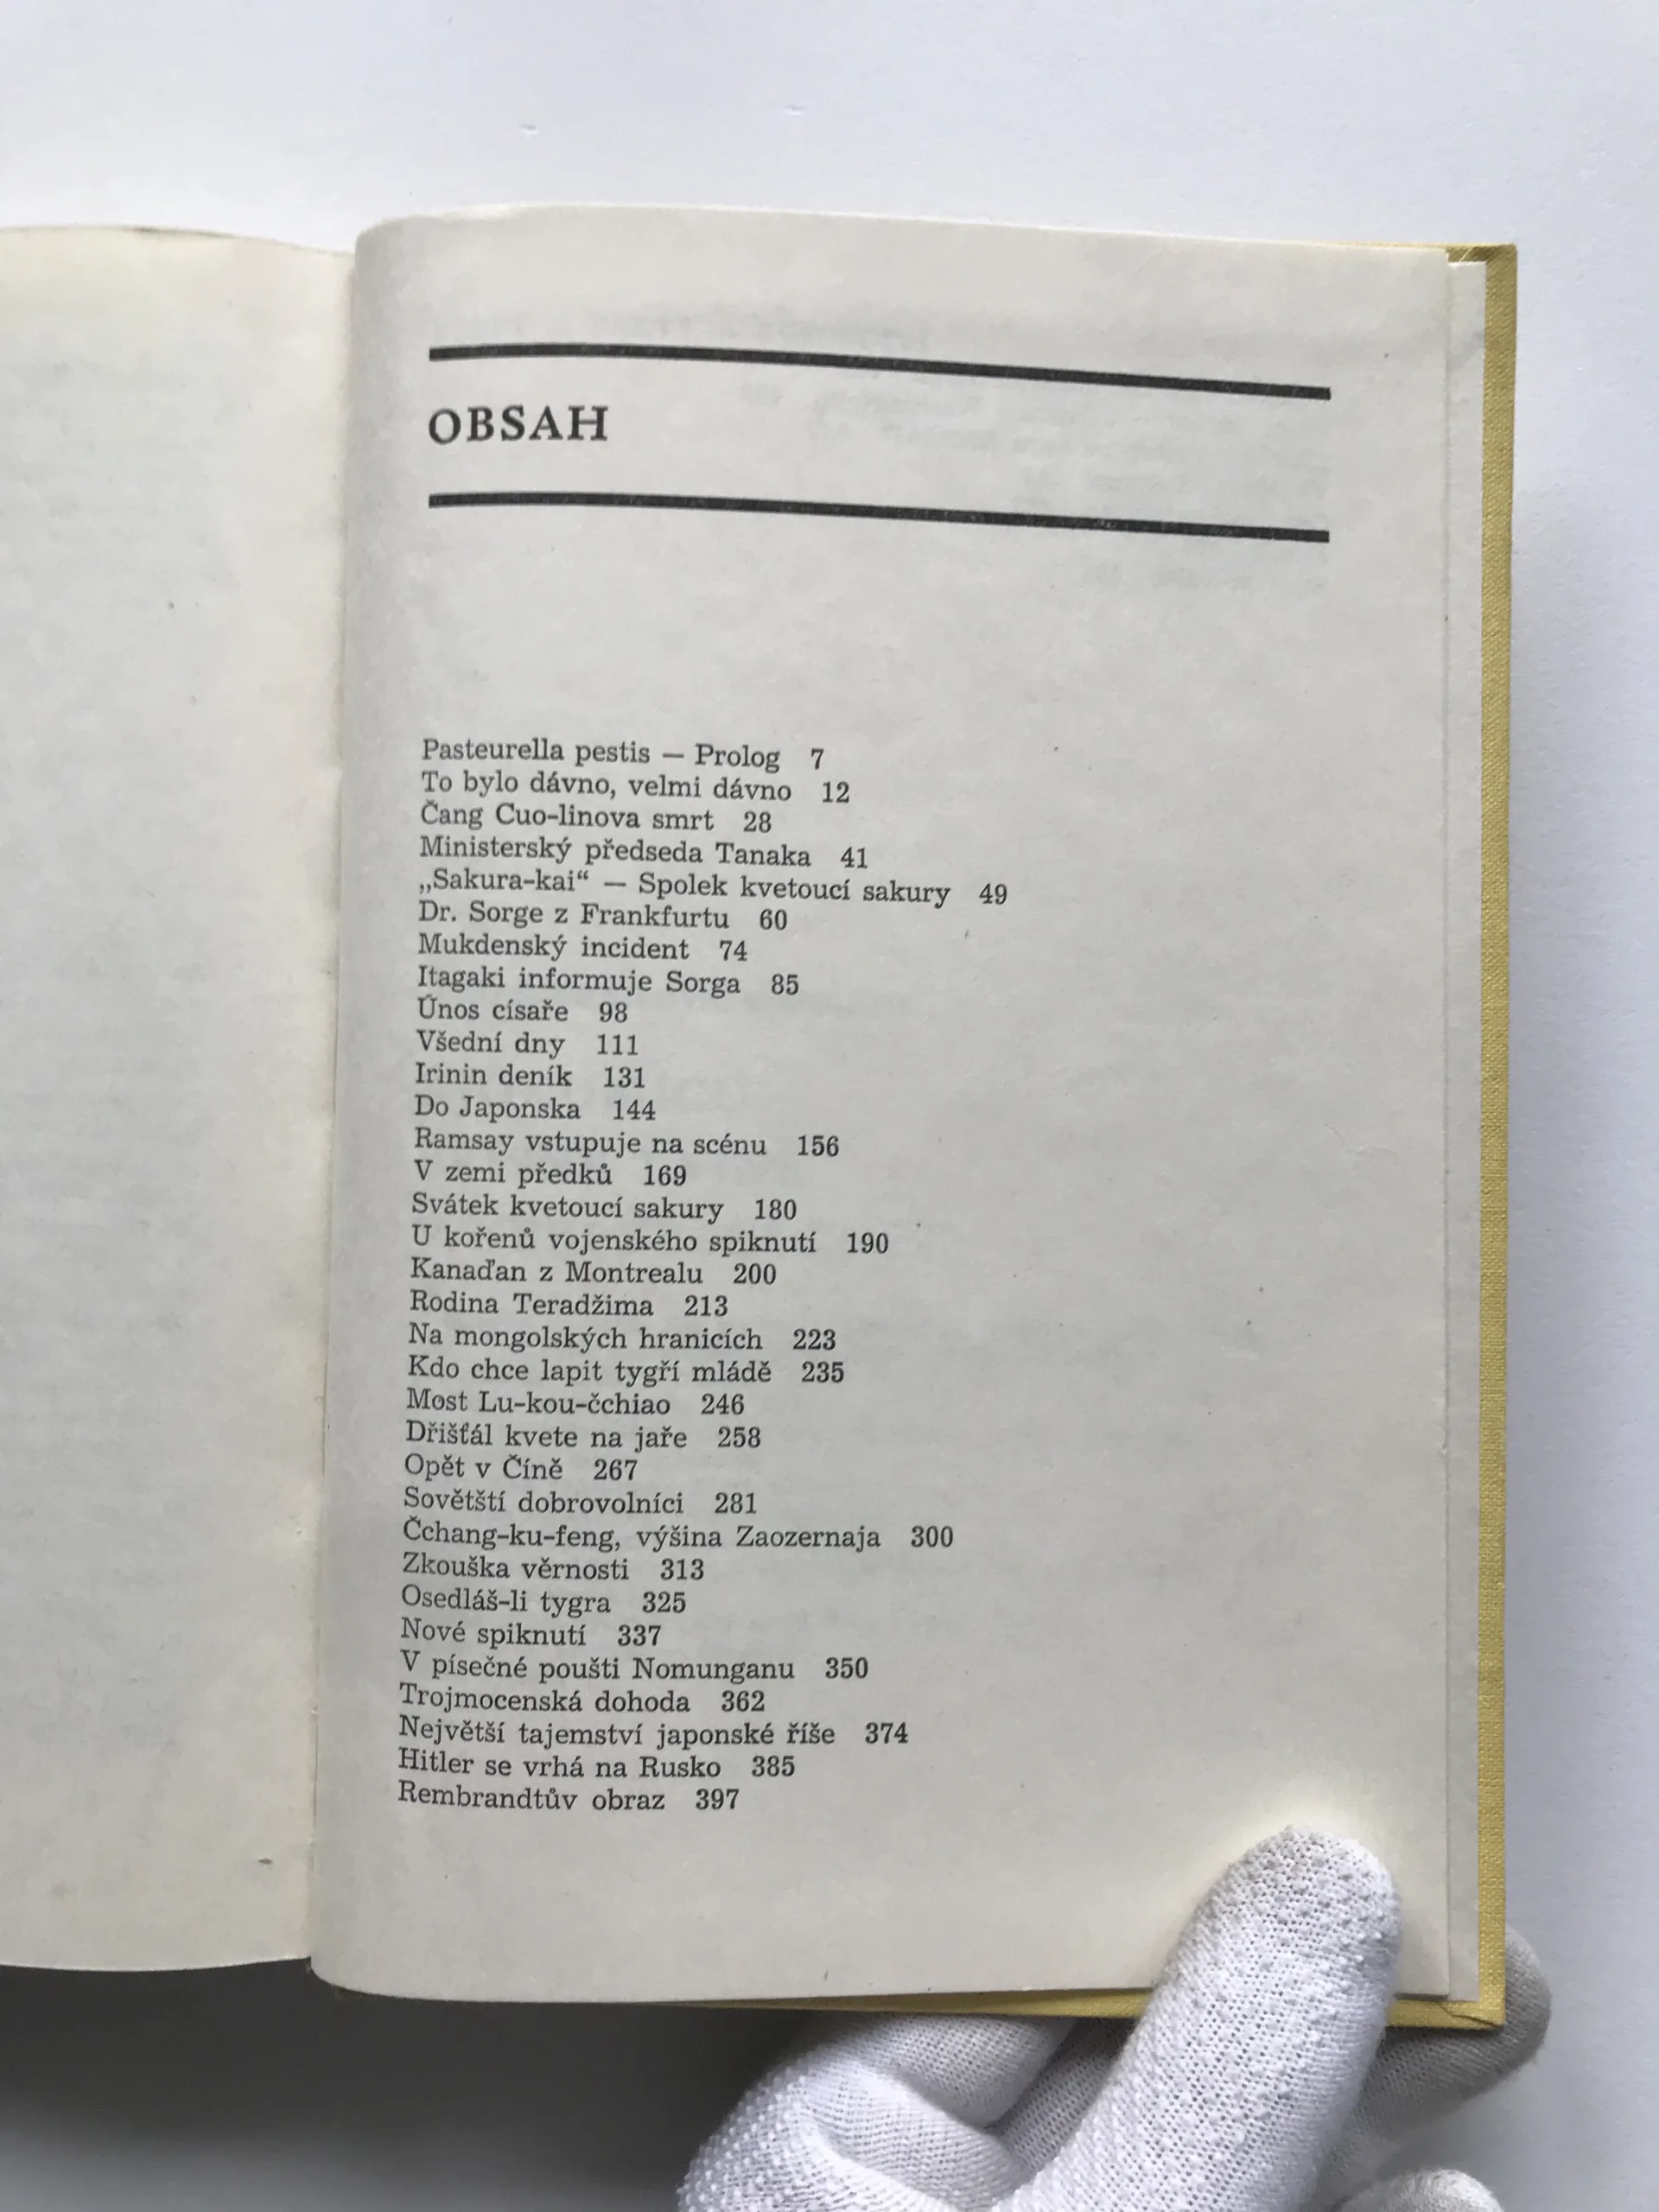 OBSAH
Pasteurella pestis — Prolog 7
To bylo dávno, velmi dávno 12
Čang Cuo-linova smrt 28
Ministerský předseda Tanaka 41
„Sakura-kai“ — Spolek kvetoucí sakury 49
Dr. Sorge z Frankfurtu 60
Mukdenský incident 74
Itagaki informuje Sorga 85
Únos císaře 98
Všední dny 111
Irinin deník 131
Do Japonska 144
Ramsay vstupuje na scénu 156
V zemi předků 169
Svátek kvetoucí sakury 180
U kořenů vojenského spiknutí 190
Kanaďan z Montrealu 200
Rodina Teradžima 213
Na mongolských hranicích 223
Kdo chce lapit tygří mládě 235
Most Lu-kou-čchiao 246
Dřišťál kvete na jaře 258
Opět v Číně 267
Sovětští dobrovolníci 281
Čchang-ku-feng, výšina Zaozernaja 300
Zkouška věrnosti 313
Osedláš-li tygra 325
Nové spiknutí 337
V písečné poušti Nomunganu 350
Trojmocenská dohoda 362
Největší tajemství japonské říše 374
Hitler se vrhá na Rusko 385
Rembrandtův obraz 397